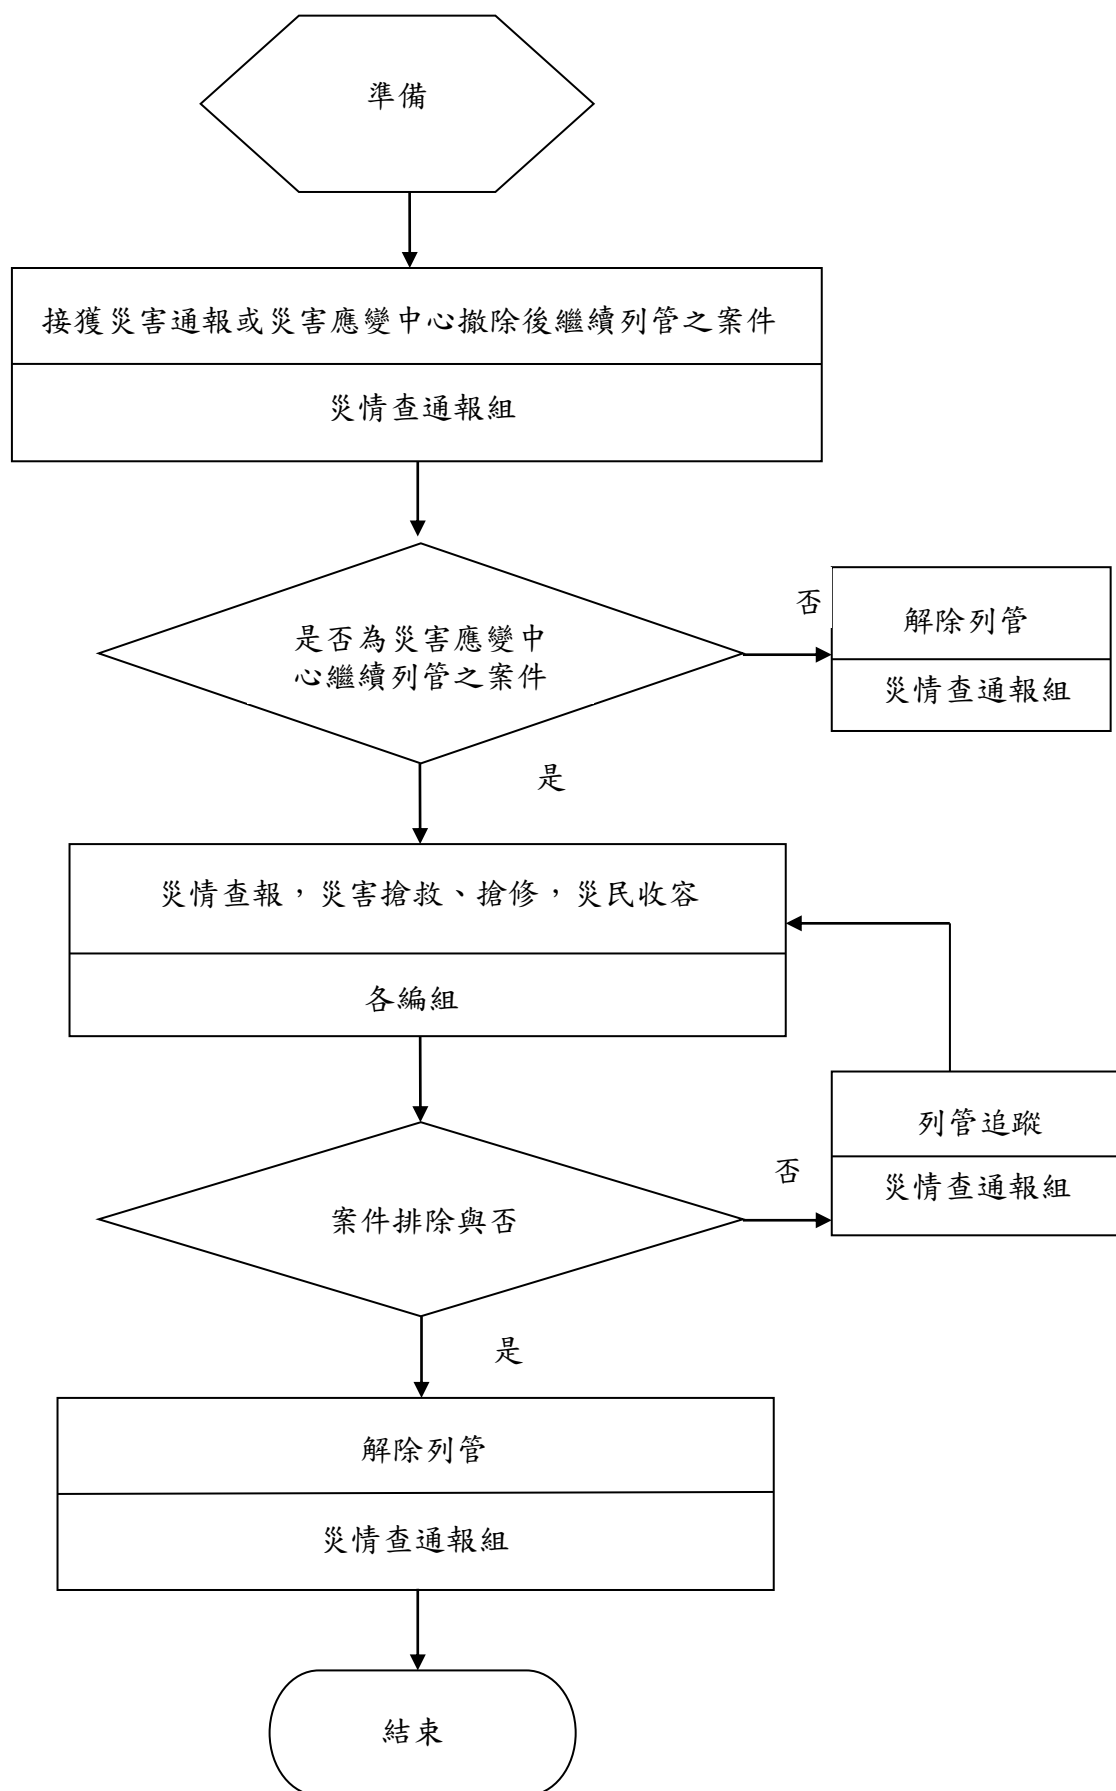 準備
接獲災害通報或災害應變中心撤除後繼續列管之案件
災情查通報組
是否為災害應變中
心繼續列管之案件
否
解除列管
災情查通報組
是
災情查報，災害搶救、搶修，災民收容
各編組
列管追蹤
災情查通報組
否
案件排除與否
是
解除列管
災情查通報組
結束